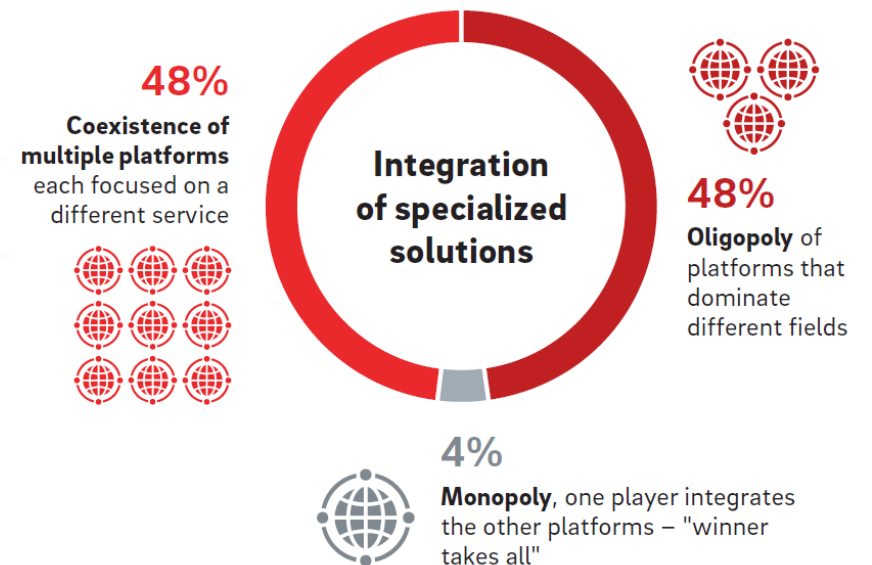 48%
Coexistence of
multiple platforms
each focused on a
different service
Integration
of specialized
solutions
48%
Oligopoly of
platforms that
dominate
different fields
4%
Monopoly, one player integrates
the other platforms – "winner
takes all"